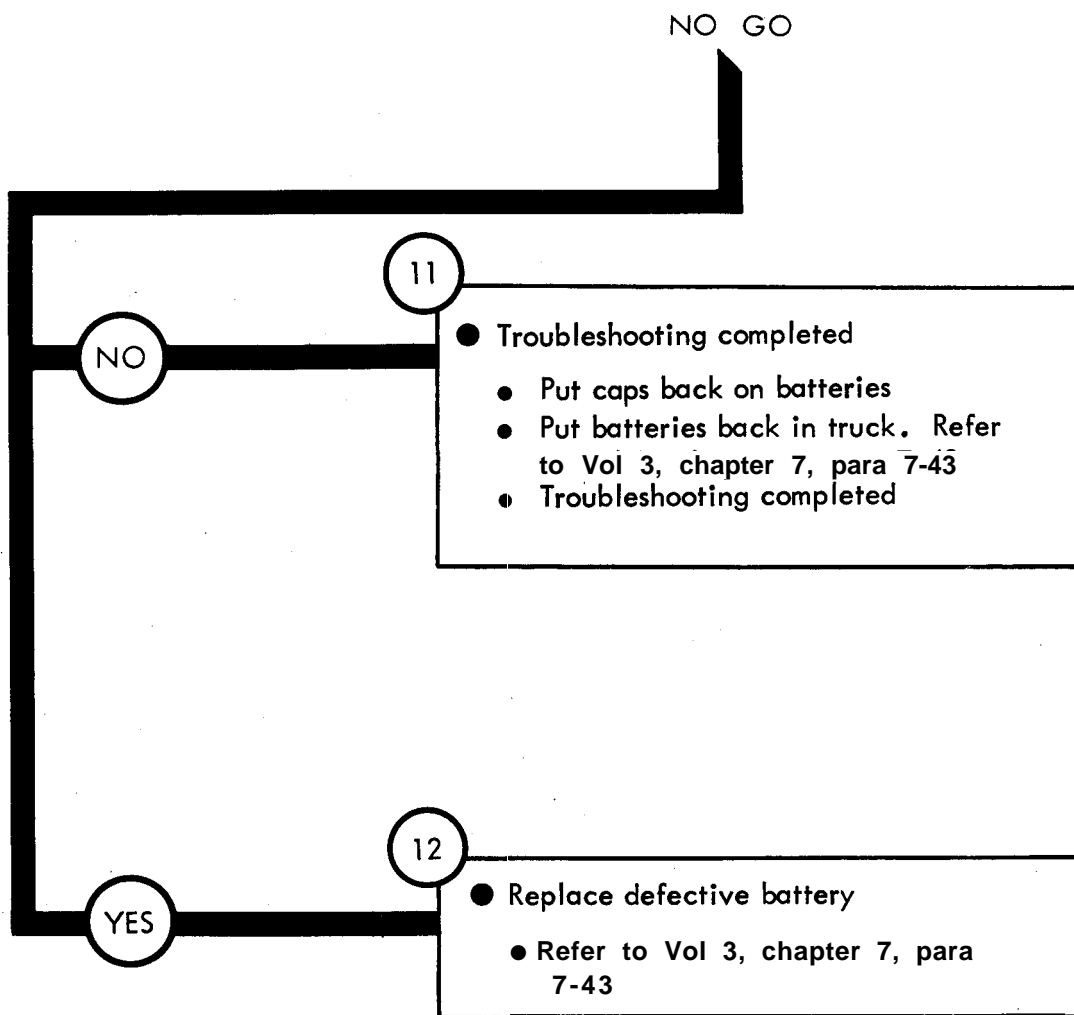 NO GO
11
NO
● Troubleshooting completed
● Put caps back on batteries
● Put batteries back in truck. Refer
to Vol 3, chapter 7, para 7-43
● Troubleshooting completed
12
YES
● Replace defective battery
● Refer to Vol 3, chapter 7, para
7-43